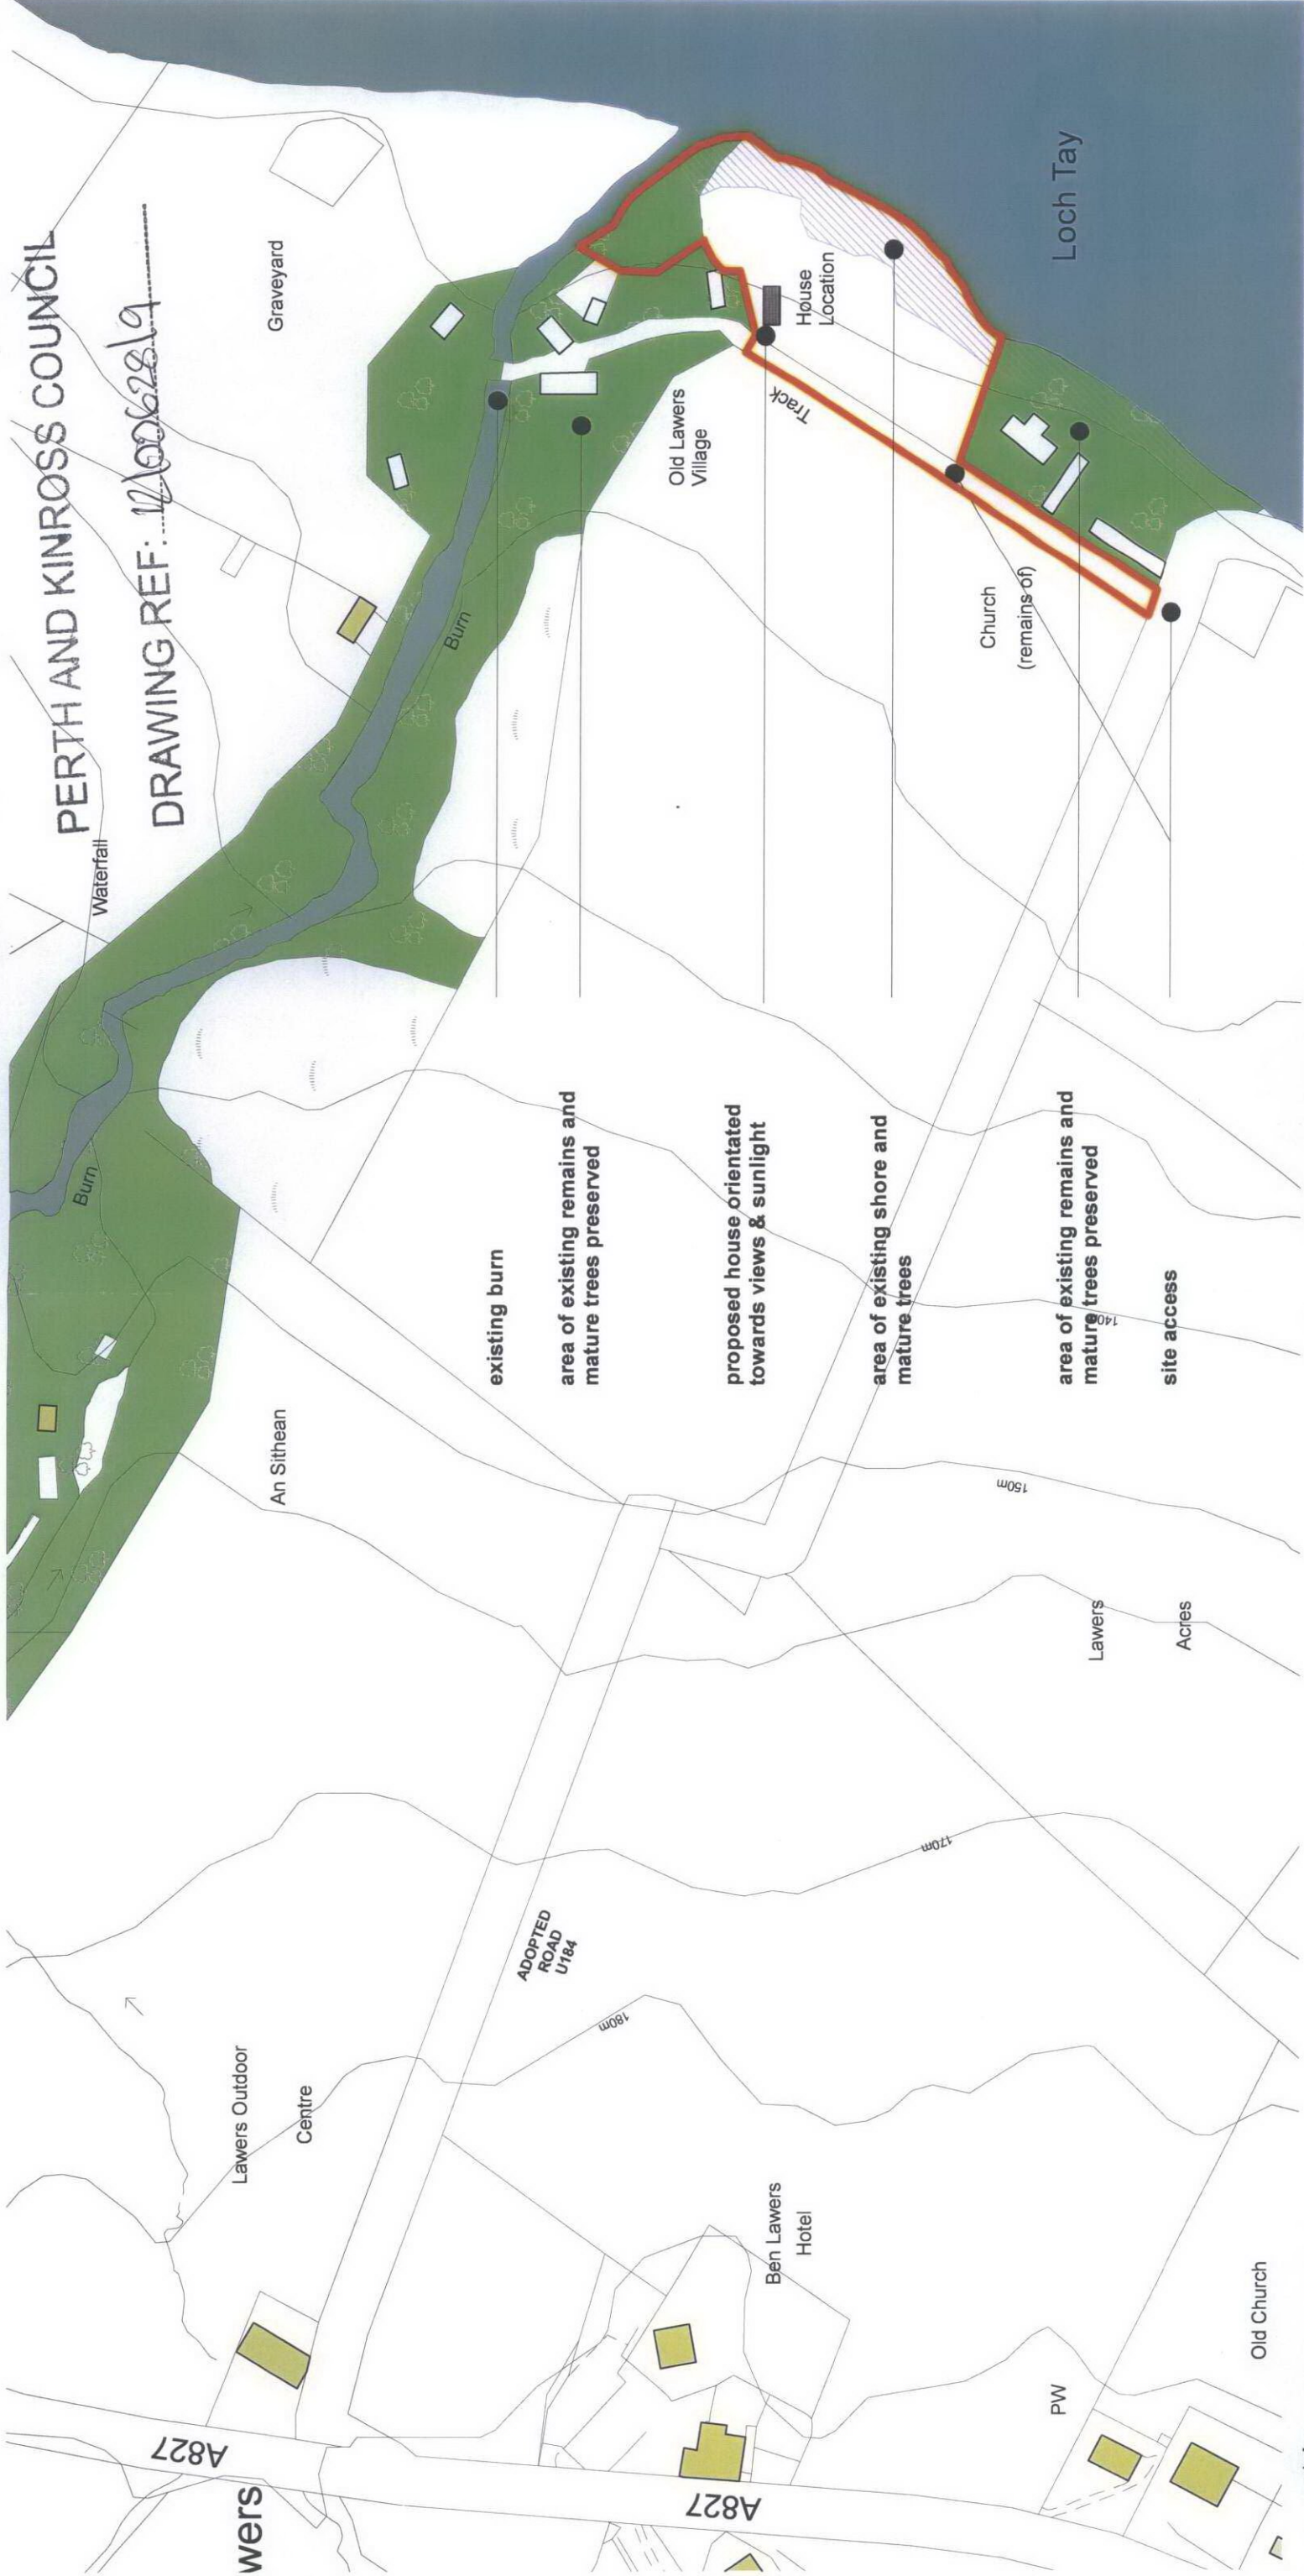 PERTH AND KINROSS COUNCIL
DRAWING REF: 12/00628/9
Waterfall
Graveyard
Burn
Burn
Old Lawers
Village
Track
House
Location
Loch Tay
Church
(remains of)
An Sithean
existing burn
area of existing remains and
mature trees preserved
proposed house orientated
towards views & sunlight
area of existing shore and
mature trees
area of existing remains and
mature trees preserved
site access
140m
150m
Lawers
Acres
170m
ADOPTED
ROAD
U184
180m
Lawers Outdoor
Centre
Ben Lawers
Hotel
PW
Old Church
A827
A827
wers